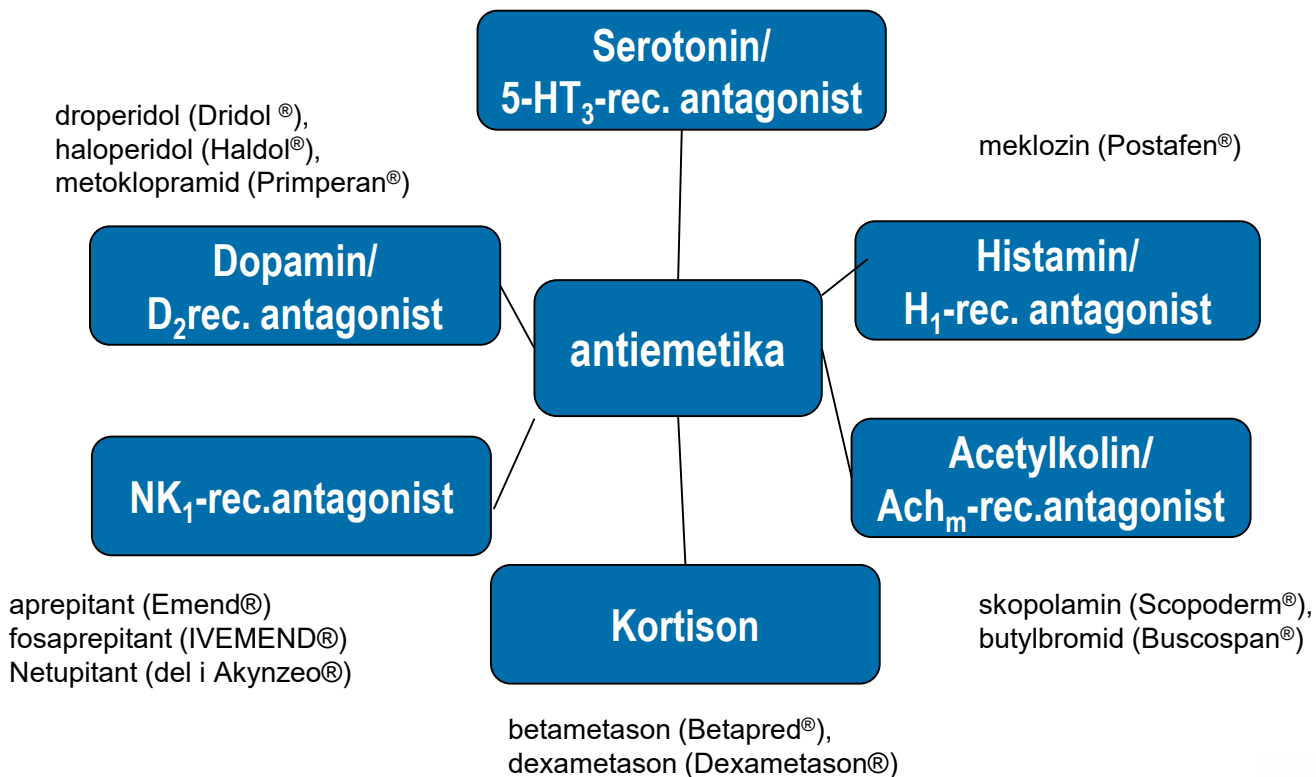 Serotonin/
5-HT₃-rec. antagonist
droperidol (Dridol ®),
haloperidol (Haldol®),
metoklopramid (Primperan®)
meklozin (Postafen®)
Dopamin/
D₂rec. antagonist
Histamin/
H₁-rec. antagonist
antiemetika
NK₁-rec.antagonist
Acetylkolin/
Achₘ-rec.antagonist
aprepitant (Emend®)
fosaprepitant (IVEMEND®)
Netupitant (del i Akynzeo®)
Kortison
skopolamin (Scopoderm®),
butylbromid (Buscospan®)
betametason (Betapred®),
dexametason (Dexametason®)